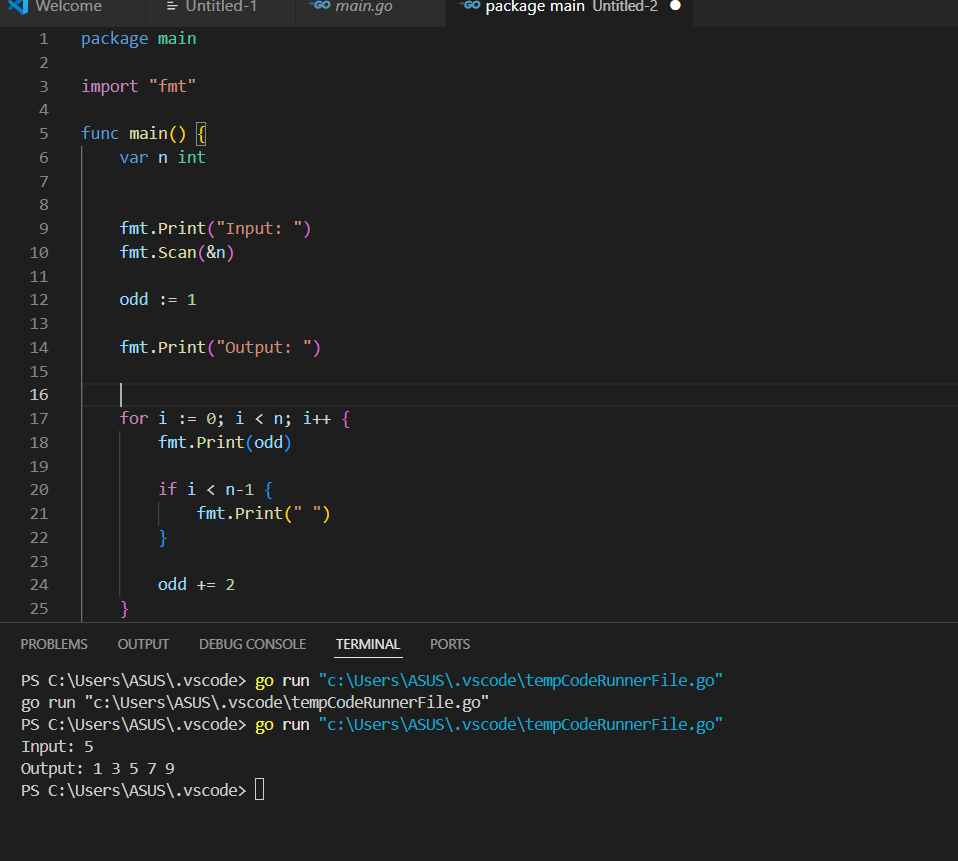 Welcome Untitled-1 main.go package main Untitled-2
1 package main
2
3 import "fmt"
4
5 func main() {
6 var n int
7
8
9 fmt.Print("Input: ")
10 fmt.Scan(&n)
11
12 odd := 1
13
14 fmt.Print("Output: ")
15
16
17 for i := 0; i < n; i++ {
18 fmt.Print(odd)
19
20 if i < n-1 {
21 fmt.Print(" ")
22 }
23
24 odd += 2
25 }
PROBLEMS OUTPUT DEBUG CONSOLE TERMINAL PORTS
PS C:\Users\ASUS\.vscode> go run "c:\Users\ASUS\.vscode\tempCodeRunnerFile.go"
go run "c:\Users\ASUS\.vscode\tempCodeRunnerFile.go"
PS C:\Users\ASUS\.vscode> go run "c:\Users\ASUS\.vscode\tempCodeRunnerFile.go"
Input: 5
Output: 1 3 5 7 9
PS C:\Users\ASUS\.vscode>